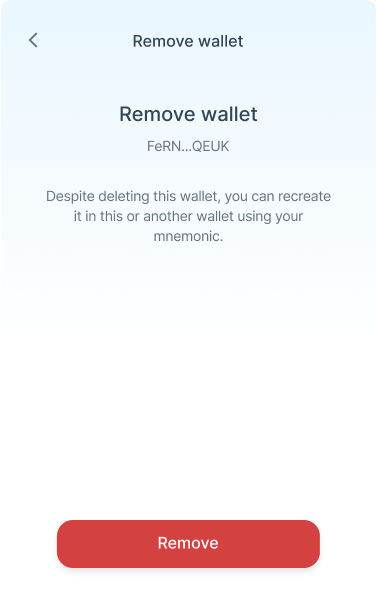 Remove wallet
Remove wallet
FeRN...QEUK
Despite deleting this wallet, you can recreate
it in this or another wallet using your
mnemonic.
Remove